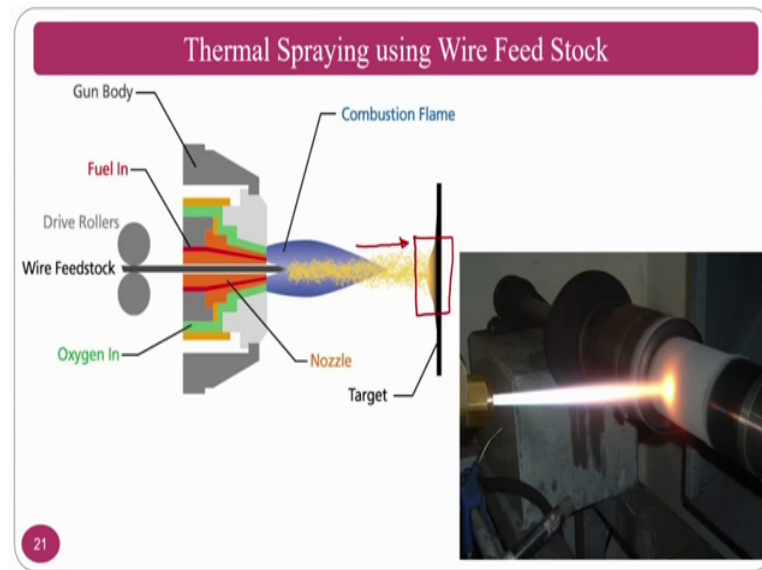 Thermal Spraying using Wire Feed Stock
Gun Body
Combustion Flame
Fuel In
Drive Rollers
Wire Feedstock
Oxygen In
Nozzle
Target
21